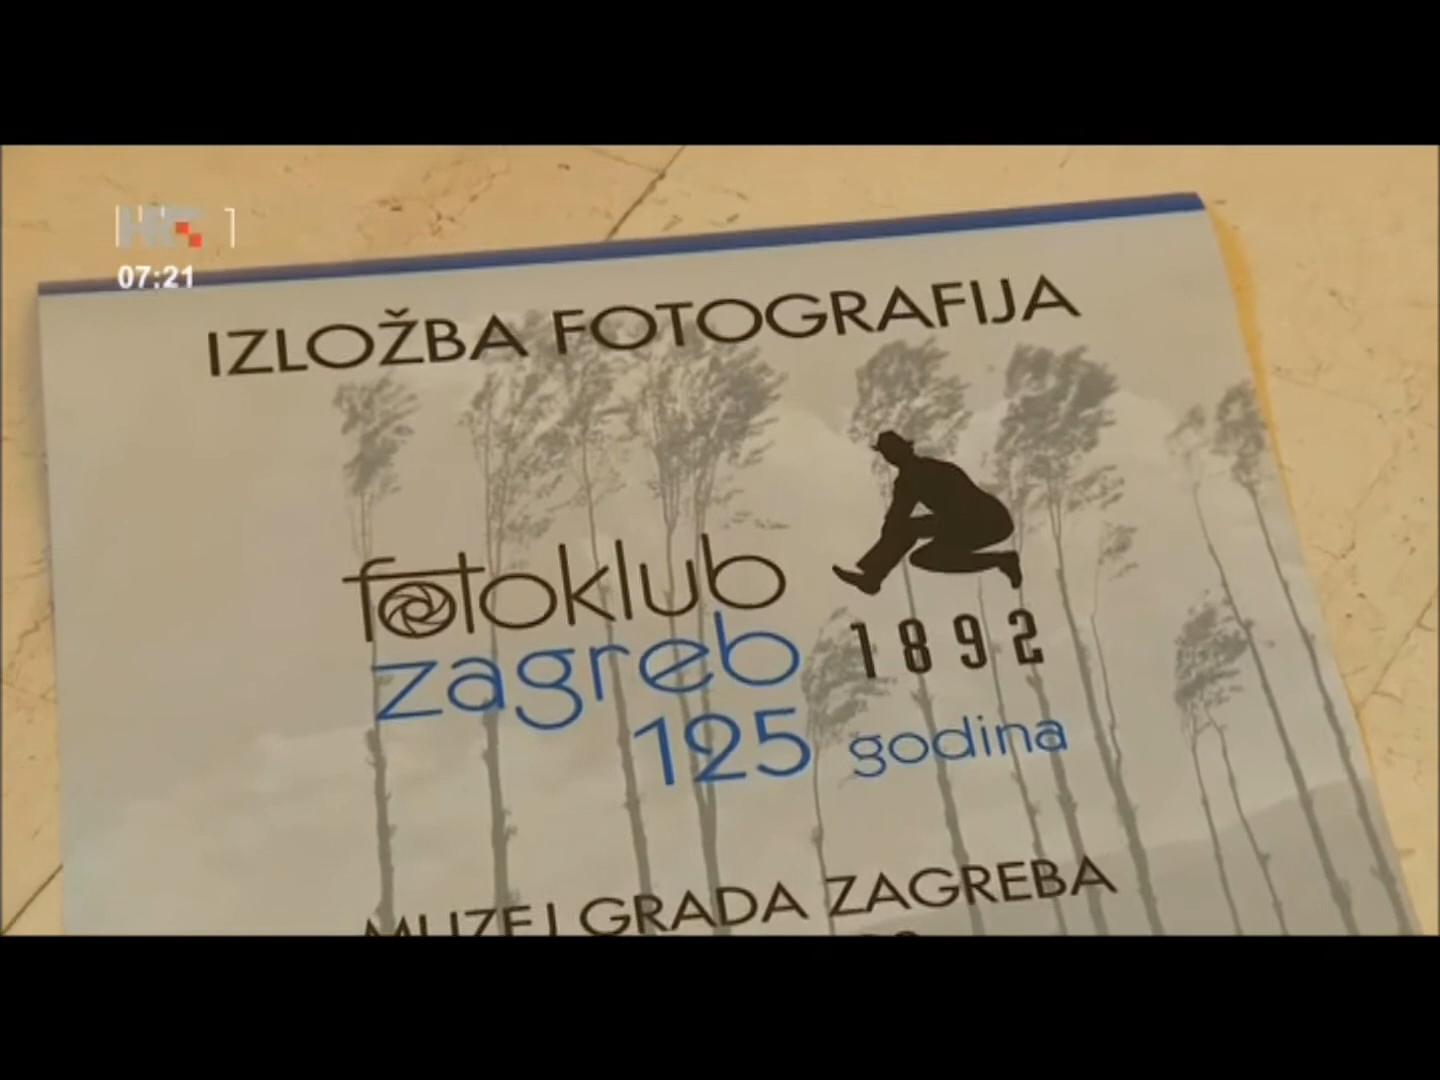 HRT 1
07:21
IZLOŽBA FOTOGRAFIJA
fotoklub
zagreb 1892
125 godina
MUZEJ GRADA ZAGREBA